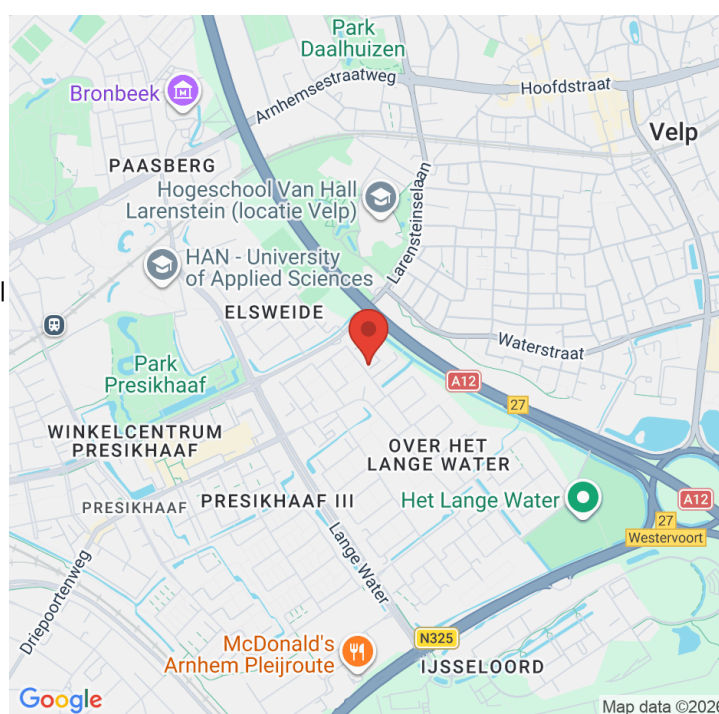 Park
Daalhuizen
Bronbeek
Arnhemsestraatweg
Hoofdstraat
Velp
PAASBERG
Hogeschool Van Hall
Larenstein (locatie Velp)
Larensteinselaan
HAN - University
of Applied Sciences
ELSWEIDE
Waterstraat
Park
Presikhaaf
A12
27
WINKELCENTRUM
PRESIKHAAF
OVER HET
LANGE WATER
PRESIKHAAF
PRESIKHAAF III
Het Lange Water
A12
27
Westervoort
Lange Water
Driepoortenweg
N325
McDonald's
Arnhem Pleijroute
IJSSELOORD
Google
Map data ©2026